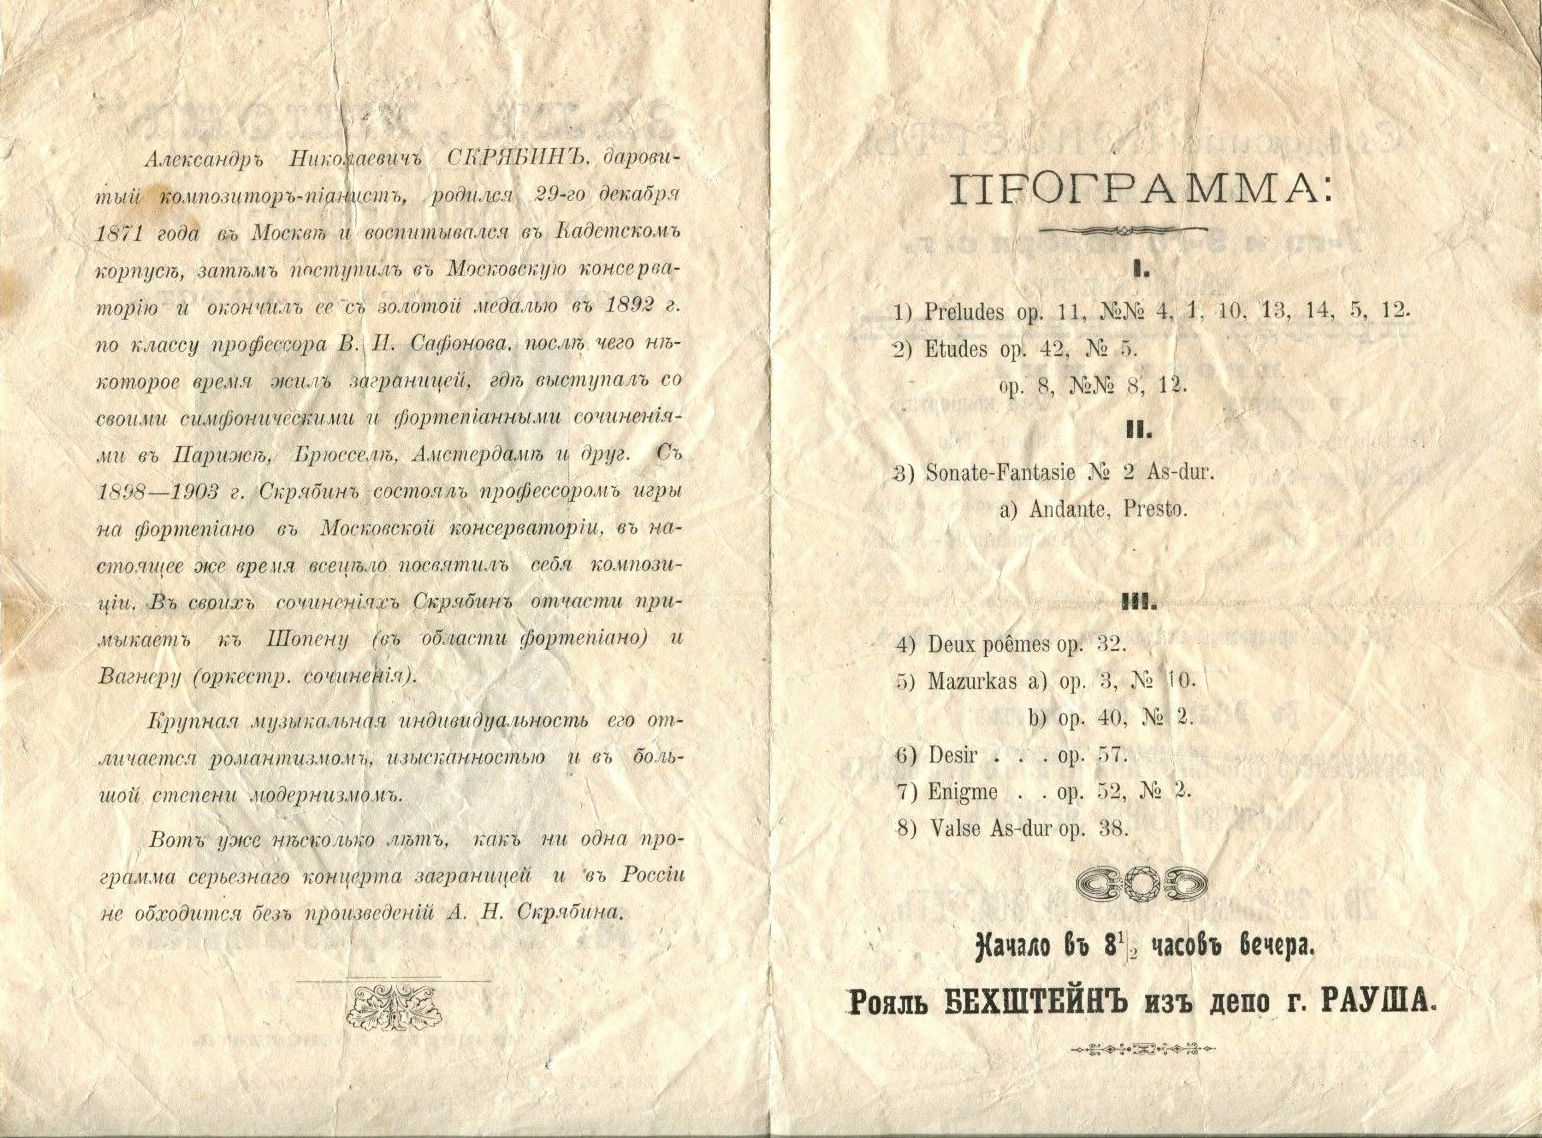 Александръ Николаевичъ СКРЯБИНЪ, дарови-
тый композиторъ-піанистъ, родился 29-го декабря
1871 года въ Москвѣ и воспитывался въ Кадетскомъ
корпусѣ, затѣмъ поступилъ въ Московскую консерва-
торію и окончилъ ее съ золотой медалью въ 1892 г.
по классу профессора В. И. Сафонова, послѣ чего нѣ-
которое время жилъ заграницей, гдѣ выступалъ со
своими симфоническими и фортепіанными сочиненія-
ми въ Парижѣ, Брюсселѣ, Амстердамѣ и друг. Съ
1898—1903 г. Скрябинъ состоялъ профессоромъ игры
на фортепіано въ Московской консерваторіи, въ на-
стоящее же время всецѣло посвятилъ себя компози-
ціи. Въ своихъ сочиненіяхъ Скрябинъ отчасти при-
мыкаетъ къ Шопену (въ области фортепіано) и
Вагнеру (оркестр. сочиненія).
Крупная музыкальная индивидуальность его от-
личается романтизмомъ, изысканностью и въ боль-
шой степени модернизмомъ.
Вотъ уже нѣсколько лѣтъ, какъ ни одна про-
грамма серьезнаго концерта заграницей и въ Россіи
не обходится безъ произведеній А. Н. Скрябина.
ПРОГРАММА:
I.
1) Preludes op. 11, №№ 4, 1, 10, 13, 14, 5, 12.
2) Etudes op. 42, № 5.
op. 8, №№ 8, 12.
II.
3) Sonate-Fantasie № 2 As-dur.
a) Andante, Presto.
III.
4) Deux poêmes op. 32.
5) Mazurkas a) op. 3, № 10.
b) op. 40, № 2.
6) Desir . . . op. 57.
7) Enigme . . op. 52, № 2.
8) Valse As-dur op. 38.
Начало въ 8 1/2 часовъ вечера.
Рояль БЕХШТЕЙНЪ изъ депо г. РАУША.